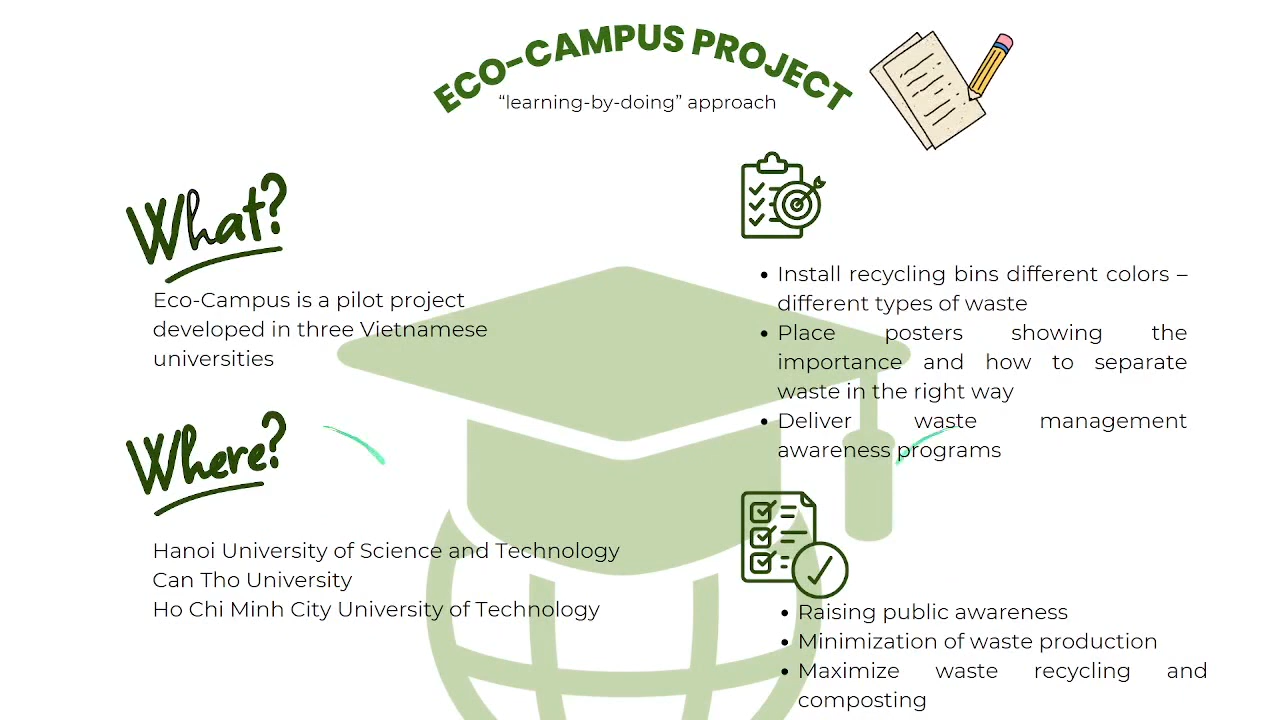 ECO-CAMPUS PROJECT
“learning-by-doing” approach
What?
Eco-Campus is a pilot project
developed in three Vietnamese
universities
Where?
Hanoi University of Science and Technology
Can Tho University
Ho Chi Minh City University of Technology
• Install recycling bins different colors –
different types of waste
• Place posters showing the
importance and how to separate
waste in the right way
• Deliver waste management
awareness programs
• Raising public awareness
• Minimization of waste production
• Maximize waste recycling and
composting